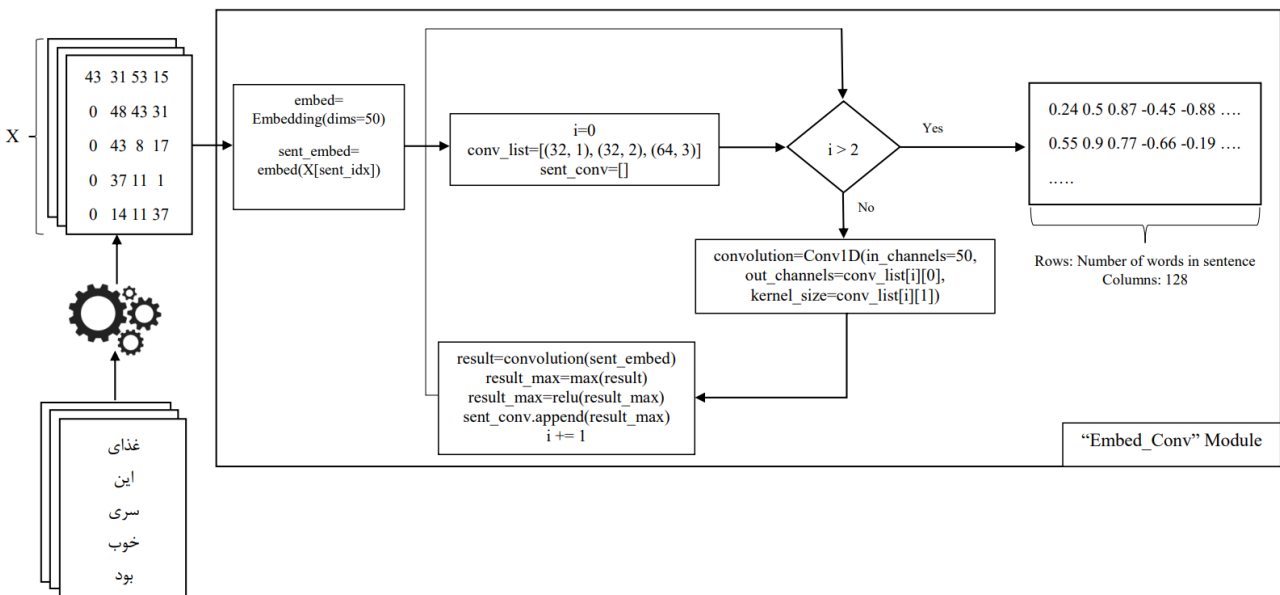 X
43 31 53 15
0 48 43 31
0 43 8 17
0 37 11 1
0 14 11 37
غذای
این
سری
خوب
بود
embed=
Embedding(dims=50)
sent_embed=
embed(X[sent_idx])
i=0
conv_list=[(32, 1), (32, 2), (64, 3)]
sent_conv=[]
i > 2
Yes
No
convolution=Conv1D(in_channels=50,
out_channels=conv_list[i][0],
kernel_size=conv_list[i][1])
result=convolution(sent_embed)
result_max=max(result)
result_max=relu(result_max)
sent_conv.append(result_max)
i += 1
0.24 0.5 0.87 -0.45 -0.88 ….
0.55 0.9 0.77 -0.66 -0.19 ….
…..
Rows: Number of words in sentence
Columns: 128
“Embed_Conv” Module